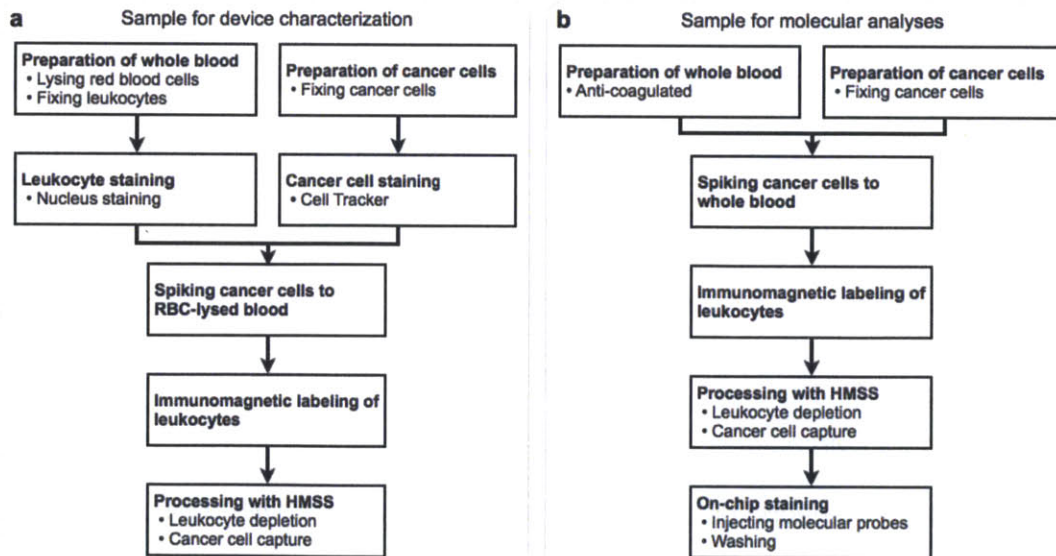 a
Sample for device characterization
Preparation of whole blood
• Lysing red blood cells
• Fixing leukocytes
Preparation of cancer cells
• Fixing cancer cells
Leukocyte staining
• Nucleus staining
Cancer cell staining
• Cell Tracker
Spiking cancer cells to
RBC-lysed blood
Immunomagnetic labeling of
leukocytes
Processing with HMSS
• Leukocyte depletion
• Cancer cell capture
b
Sample for molecular analyses
Preparation of whole blood
• Anti-coagulated
Preparation of cancer cells
• Fixing cancer cells
Spiking cancer cells to
whole blood
Immunomagnetic labeling of
leukocytes
Processing with HMSS
• Leukocyte depletion
• Cancer cell capture
On-chip staining
• Injecting molecular probes
• Washing